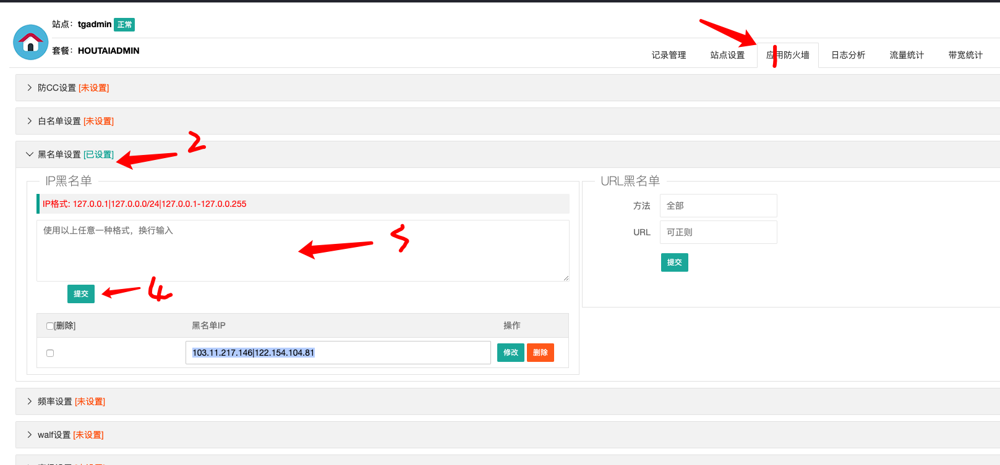 站点：tgadmin 正常
套餐：HOUTAIADMIN
记录管理 站点设置 应用防火墙 日志分析 流量统计 带宽统计
1
防CC设置 [未设置]
白名单设置 [未设置]
2
黑名单设置 [已设置]
IP黑名单
IP格式: 127.0.0.1|127.0.0.0/24|127.0.0.1-127.0.0.255
使用以上任意一种格式，换行输入
提交
4
[删除] 黑名单IP 操作
103.11.217.146|122.154.104.81 修改 删除
URL黑名单
方法 全部
URL 可正则
提交
频率设置 [未设置]
walf设置 [未设置]